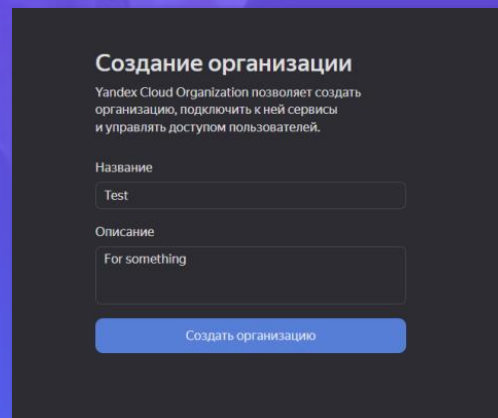 Создание организации
Yandex Cloud Organization позволяет создать
организацию, подключить к ней сервисы
и управлять доступом пользователей.
Название
Test
Описание
For something
Создать организацию